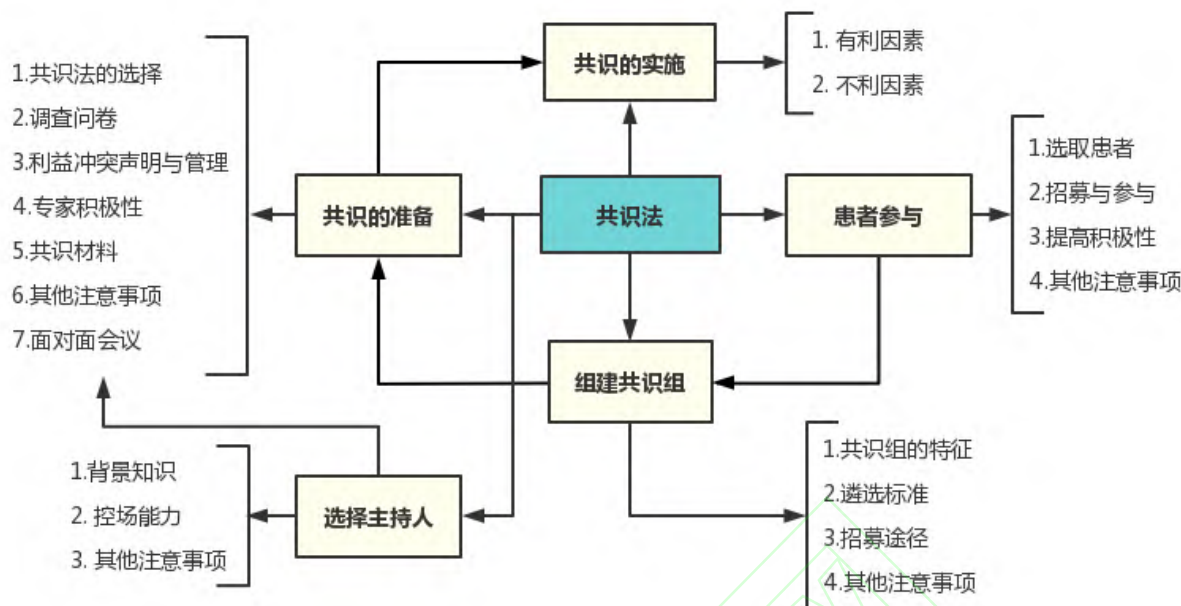 共识的实施
1. 有利因素
2. 不利因素
1.共识法的选择
2.调查问卷
3.利益冲突声明与管理
4.专家积极性
5.共识材料
6.其他注意事项
7.面对面会议
共识的准备
共识法
患者参与
1.选取患者
2.招募与参与
3.提高积极性
4.其他注意事项
组建共识组
1.背景知识
2. 控场能力
3. 其他注意事项
选择主持人
1.共识组的特征
2.遴选标准
3.招募途径
4.其他注意事项